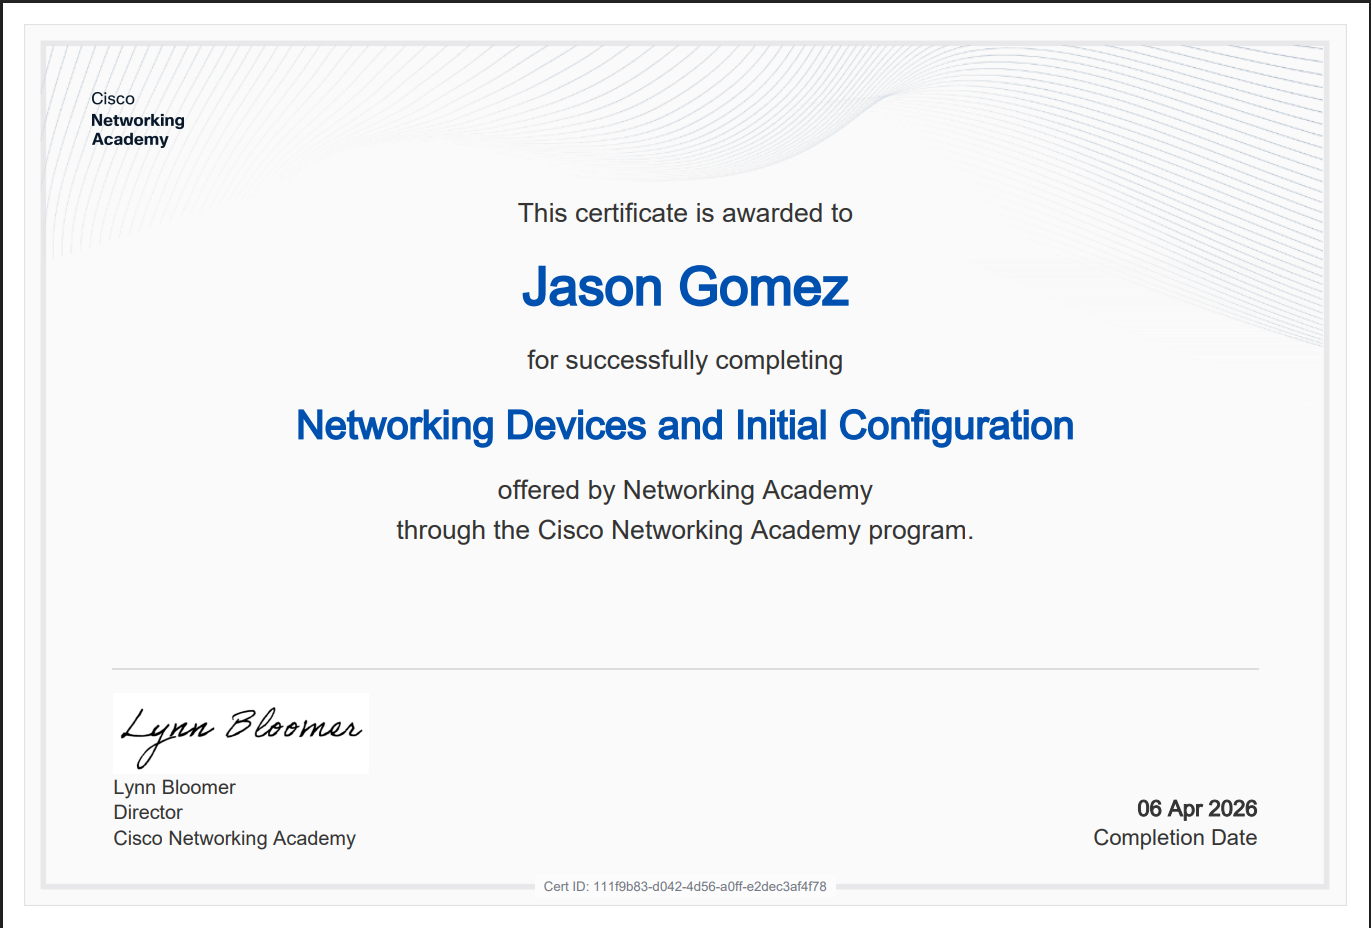 Cisco
Networking
Academy
This certificate is awarded to
Jason Gomez
for successfully completing
Networking Devices and Initial Configuration
offered by Networking Academy
through the Cisco Networking Academy program.
Lynn Bloomer
Lynn Bloomer
Director
Cisco Networking Academy
06 Apr 2026
Completion Date
Cert ID: 111f9b83-d042-4d56-a0ff-e2dec3af4f78